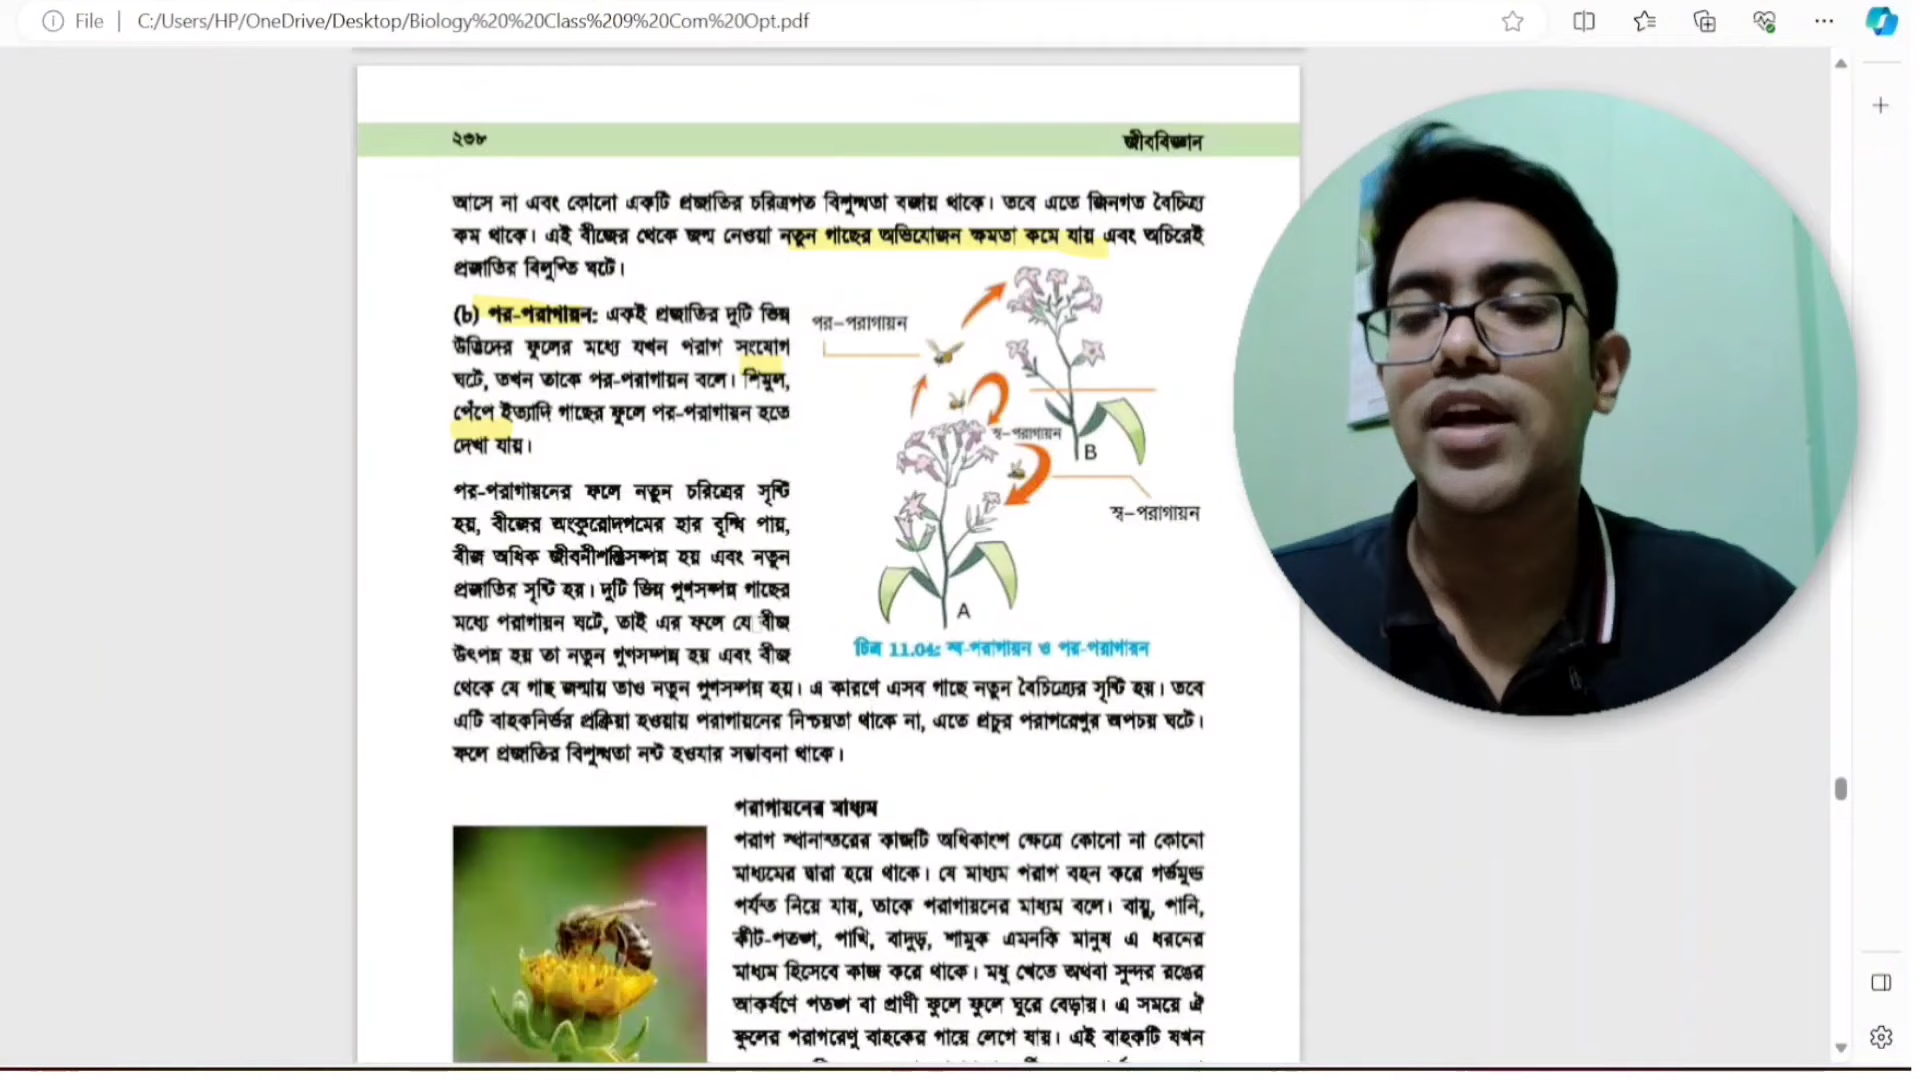 File | C:/Users/HP/OneDrive/Desktop/Biology%20%20Class%209%20Com%20Opt.pdf
২৩৮
জীববিজ্ঞান
আসে না এবং কোনো একটি প্রজাতির চরিত্রগত বিশুদ্ধতা বজায় থাকে। তবে এতে জিনগত বৈচিত্র্য
কম থাকে। এই বীজের থেকে জন্ম নেওয়া নতুন গাছের অভিযোজন ক্ষমতা কমে যায় এবং অচিরেই
প্রজাতির বিলুপ্তি ঘটে।
(b) পর-পরাগায়ন: একই প্রজাতির দুটি ভিন্ন
উদ্ভিদের ফুলের মধ্যে যখন পরাগ সংযোগ
ঘটে, তখন তাকে পর-পরাগায়ন বলে। শিমুল,
পেঁপে ইত্যাদি গাছের ফুলে পর-পরাগায়ন হতে
দেখা যায়।
পর-পরাগায়ন
স্ব-পরাগায়ন
B
স্ব-পরাগায়ন
A
চিত্র 11.04: স্ব-পরাগায়ন ও পর-পরাগায়ন
পর-পরাগায়নের ফলে নতুন চরিত্রের সৃষ্টি
হয়, বীজের অংকুরোদগমের হার বৃদ্ধি পায়,
বীজ অধিক জীবনীশক্তিসম্পন্ন হয় এবং নতুন
প্রজাতির সৃষ্টি হয়। দুটি ভিন্ন গুণসম্পন্ন গাছের
মধ্যে পরাগায়ন ঘটে, তাই এর ফলে যে বীজ
উৎপন্ন হয় তা নতুন গুণসম্পন্ন হয় এবং বীজ
থেকে যে গাছ জন্মায় তাও নতুন গুণসম্পন্ন হয়। এ কারণে এসব গাছে নতুন বৈচিত্র্যের সৃষ্টি হয়। তবে
এটি বাহকনির্ভর প্রক্রিয়া হওয়ায় পরাগায়নের নিশ্চয়তা থাকে না, এতে প্রচুর পরাগরেণুর অপচয় ঘটে।
ফলে প্রজাতির বিশুদ্ধতা নষ্ট হওযার সম্ভাবনা থাকে।
পরাগায়নের মাধ্যম
পরাগ স্থানান্তরের কাজটি অধিকাংশ ক্ষেত্রে কোনো না কোনো
মাধ্যমের দ্বারা হয়ে থাকে। যে মাধ্যম পরাগ বহন করে গর্ভমুণ্ড
পর্যন্ত নিয়ে যায়, তাকে পরাগায়নের মাধ্যম বলে। বায়ু, পানি,
কীট-পতঙ্গ, পাখি, বাদুড়, শামুক এমনকি মানুষ এ ধরনের
মাধ্যম হিসেবে কাজ করে থাকে। মধু খেতে অথবা সুন্দর রঙের
আকর্ষণে পতঙ্গ বা প্রাণী ফুলে ফুলে ঘুরে বেড়ায়। এ সময়ে ঐ
ফুলের পরাগরেণু বাহকের গায়ে লেগে যায়। এই বাহকটি যখন